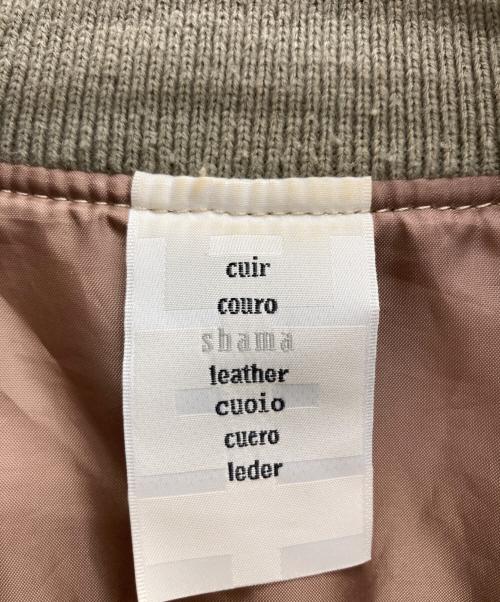 cuir
couro
shama
leather
cuoio
cuero
leder